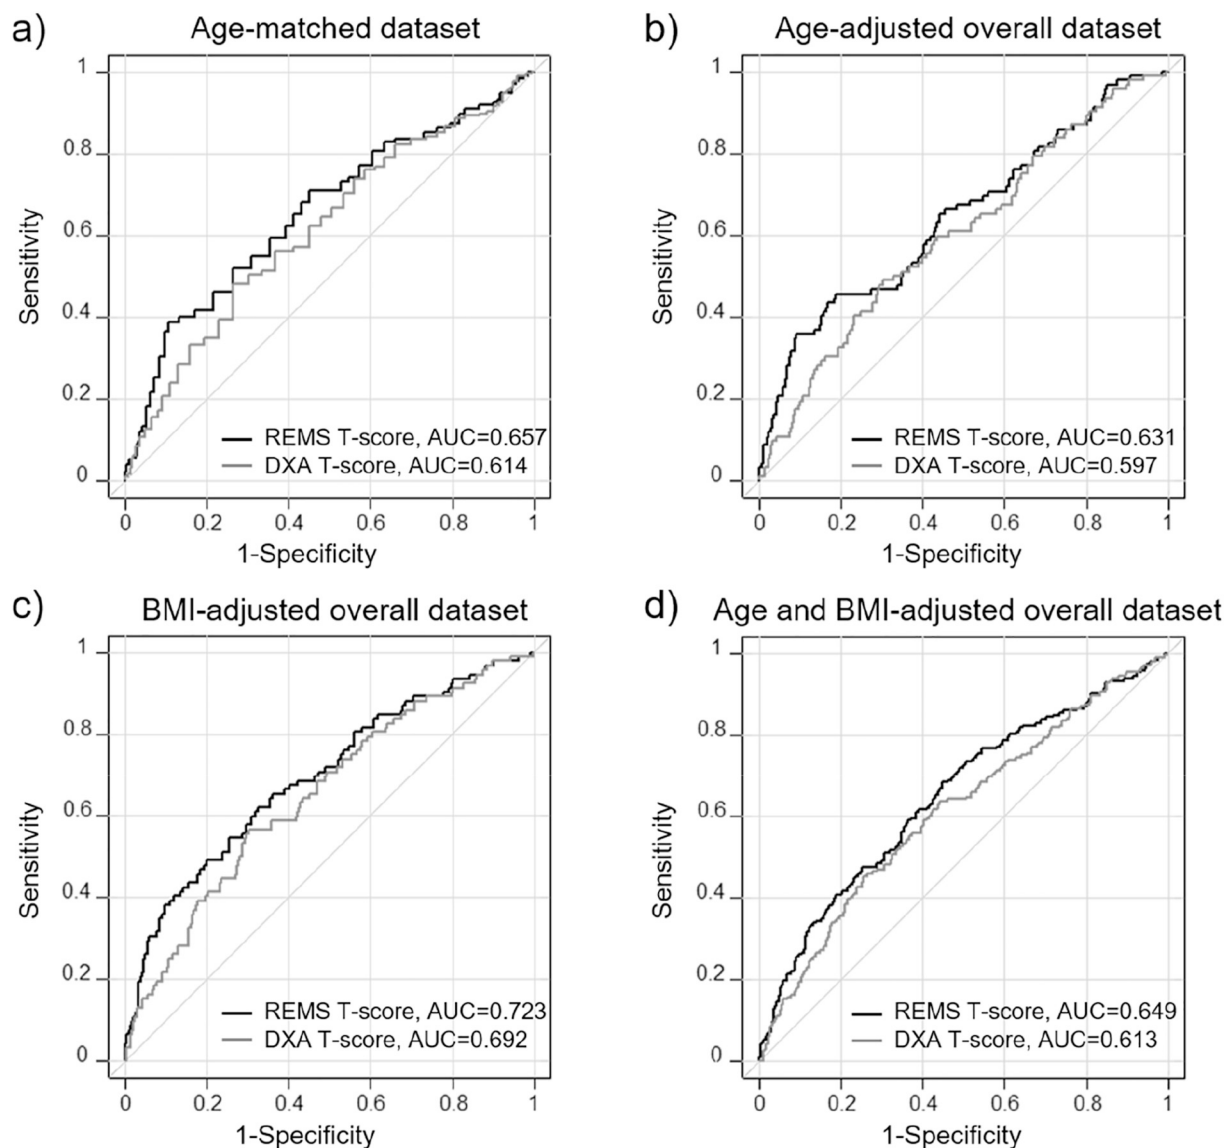 a) Age-matched dataset
1
0.8
0.6
0.4
0.2
0
Sensitivity
REMS T-score, AUC=0.657
DXA T-score, AUC=0.614
0 0.2 0.4 0.6 0.8 1
1-Specificity
b) Age-adjusted overall dataset
1
0.8
0.6
0.4
0.2
0
Sensitivity
REMS T-score, AUC=0.631
DXA T-score, AUC=0.597
0 0.2 0.4 0.6 0.8 1
1-Specificity
c) BMI-adjusted overall dataset
1
0.8
0.6
0.4
0.2
0
Sensitivity
REMS T-score, AUC=0.723
DXA T-score, AUC=0.692
0 0.2 0.4 0.6 0.8 1
1-Specificity
d) Age and BMI-adjusted overall dataset
1
0.8
0.6
0.4
0.2
0
Sensitivity
REMS T-score, AUC=0.649
DXA T-score, AUC=0.613
0 0.2 0.4 0.6 0.8 1
1-Specificity